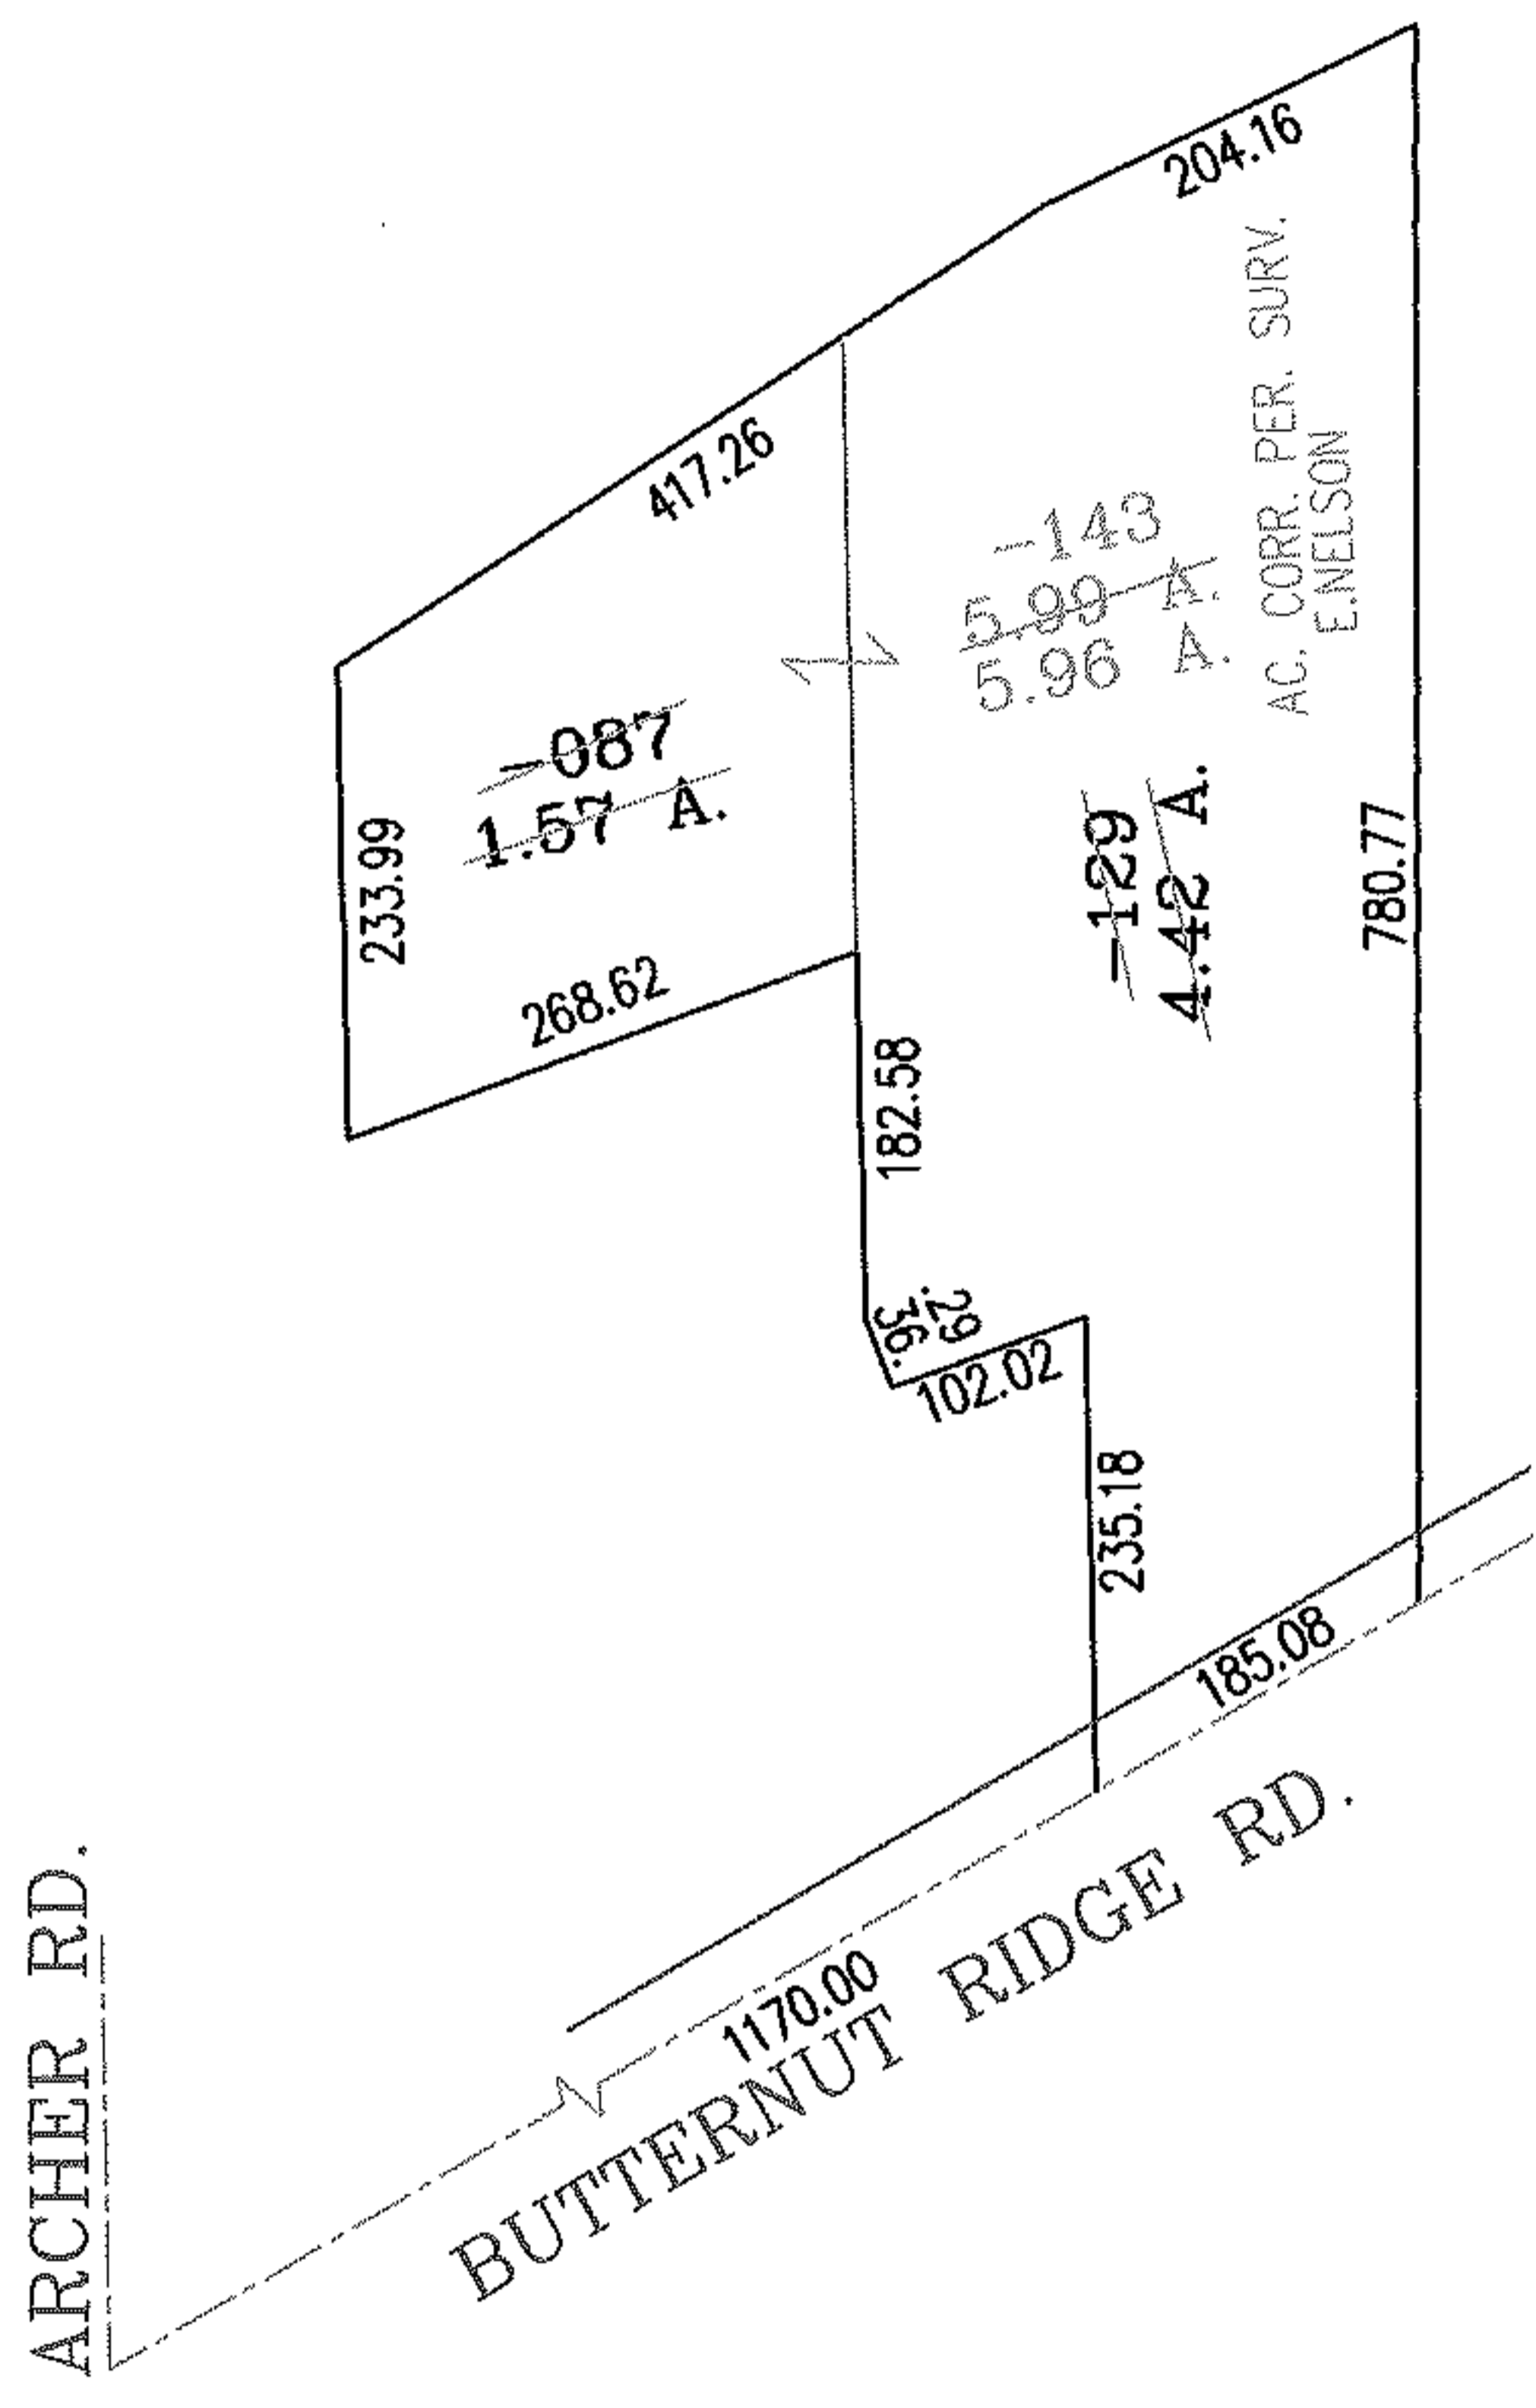 204.16
417.26
AC. CORR. PER. SURV.
E.NELSON
-143
5.99 A.
5.96 A.
-087
1.57 A.
233.99
-129
4.42 A.
780.77
268.62
182.58
36.
.29
102.02
235.18
185.08
1170.00
BUTTERNUT RIDGE RD.
ARCHER RD.